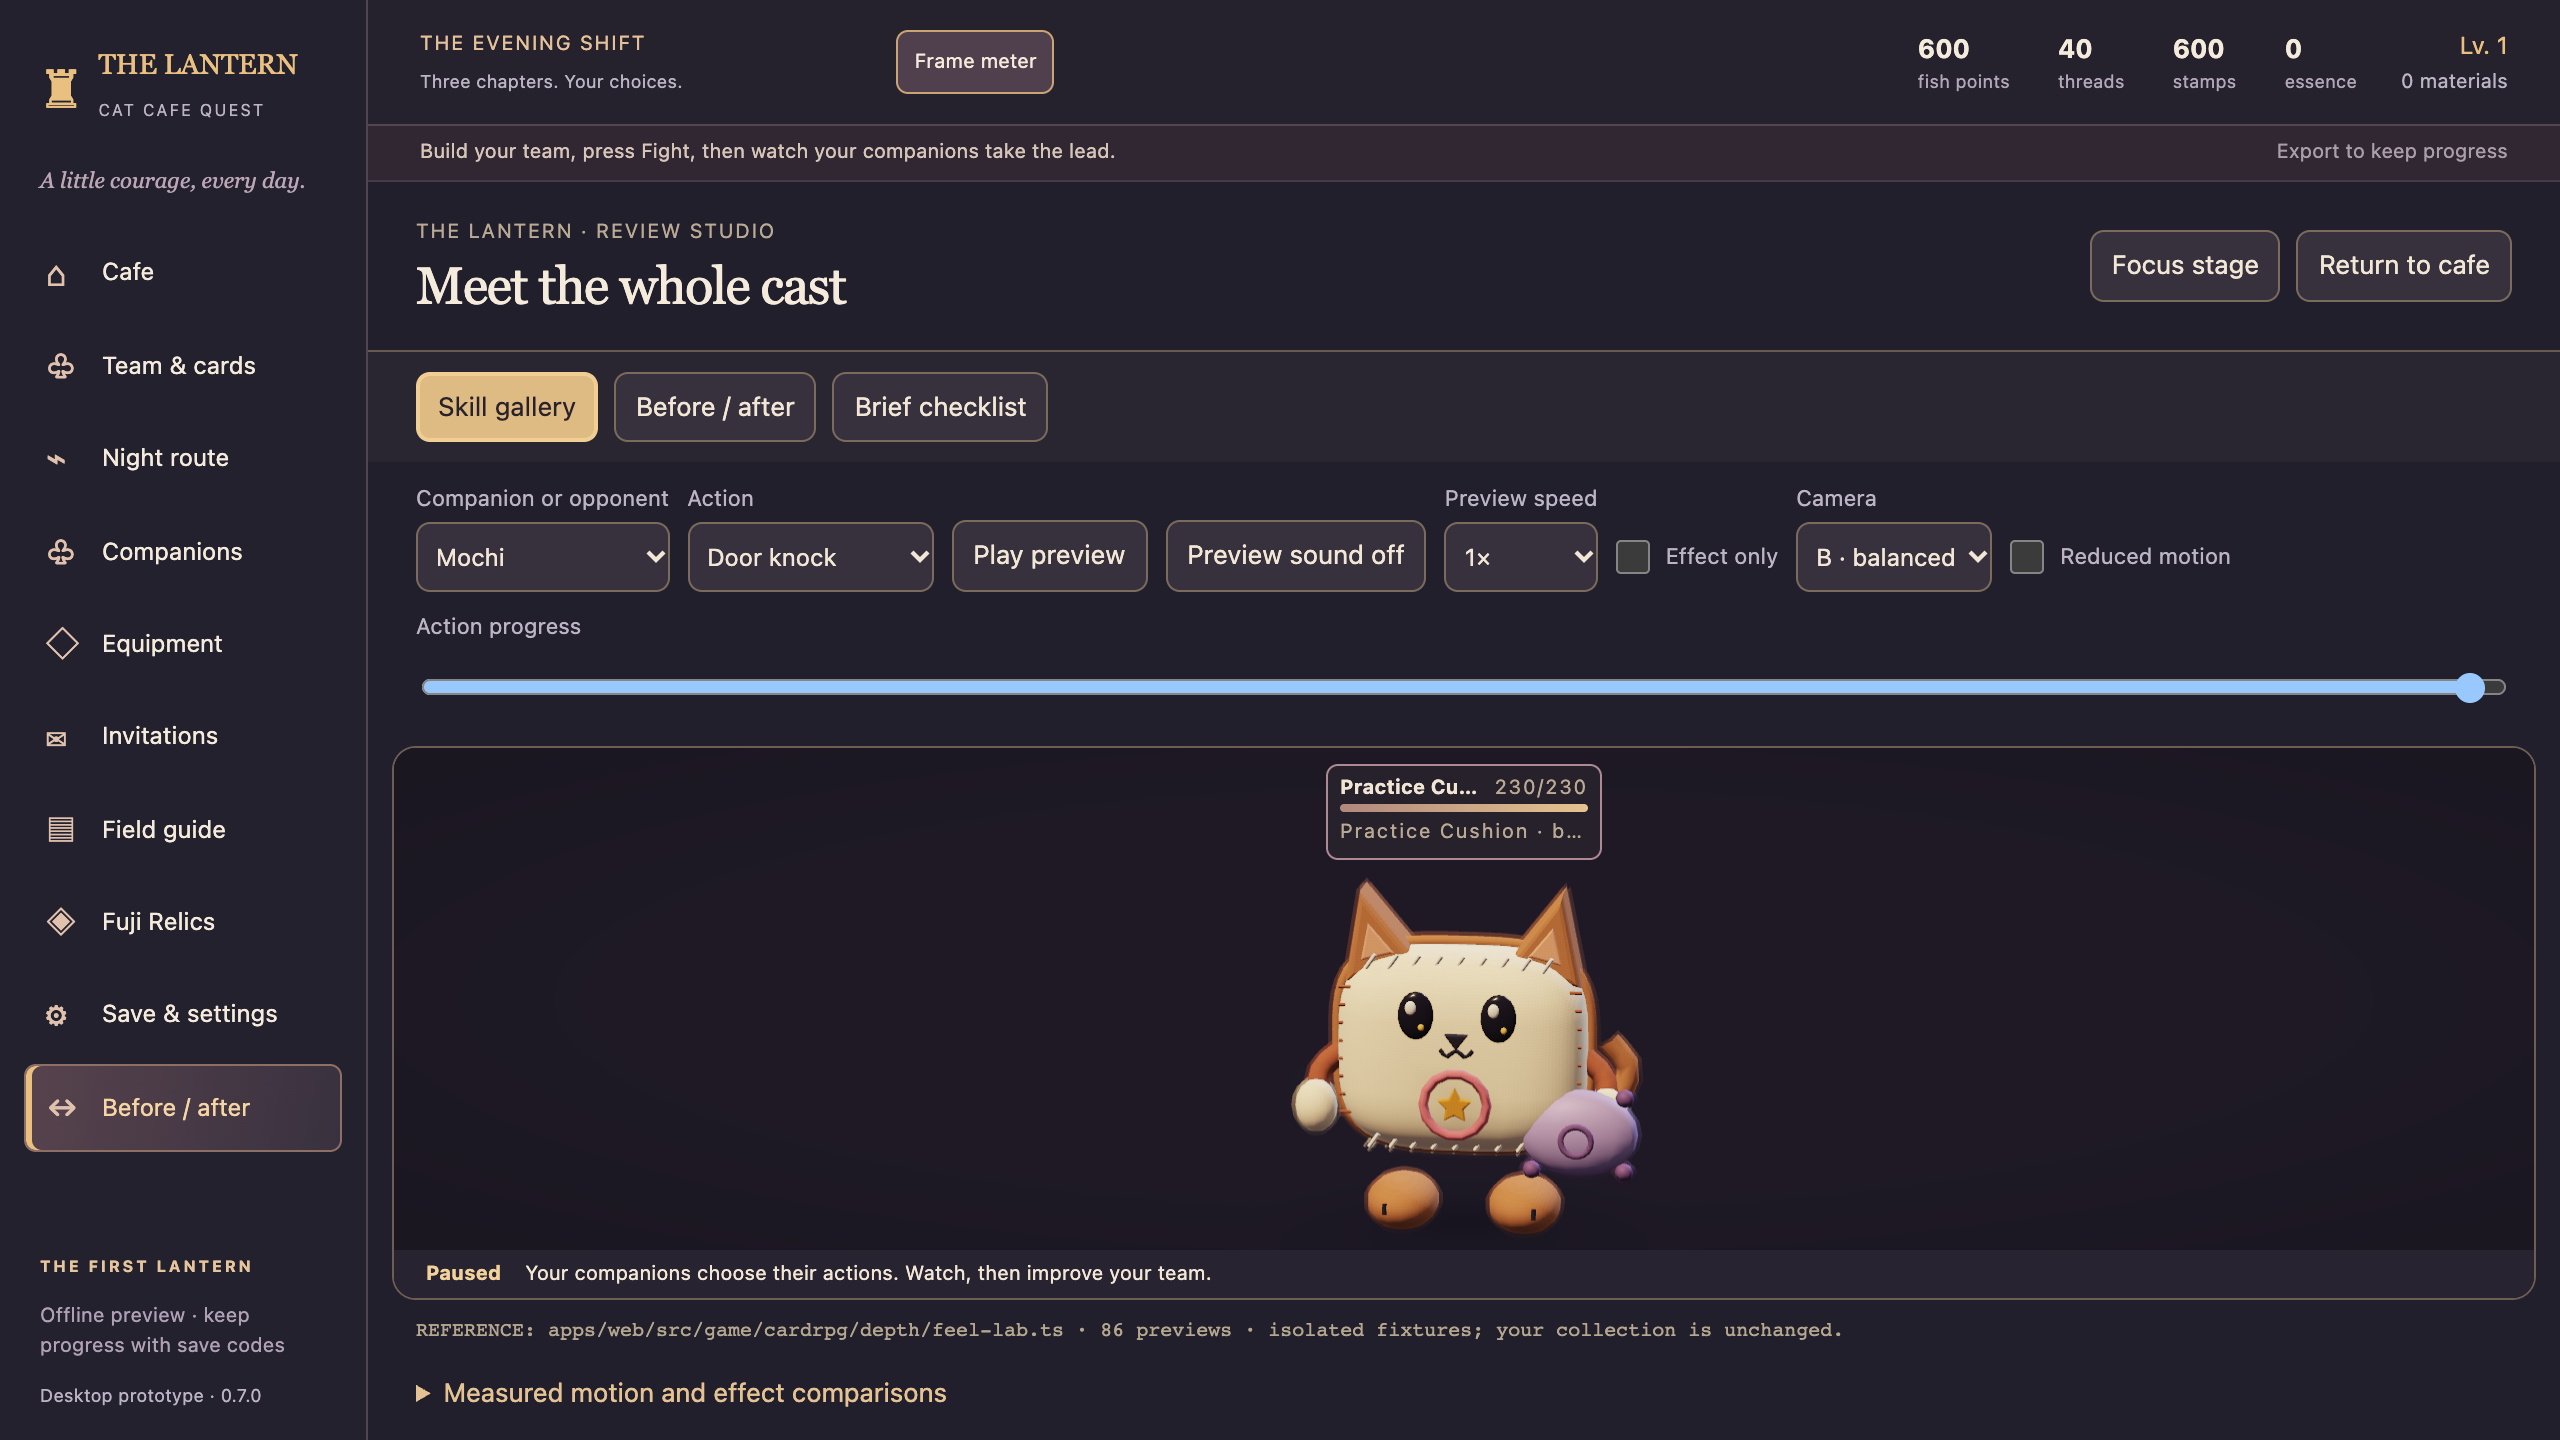 THE LANTERN
CAT CAFE QUEST
A little courage, every day.
Cafe
Team & cards
Night route
Companions
Equipment
Invitations
Field guide
Fuji Relics
Save & settings
Before / after
THE FIRST LANTERN
Offline preview · keep
progress with save codes
Desktop prototype · 0.7.0
THE EVENING SHIFT
Three chapters. Your choices.
Frame meter
600 fish points
40 threads
600 stamps
0 essence
Lv. 1
0 materials
Build your team, press Fight, then watch your companions take the lead.
Export to keep progress
THE LANTERN · REVIEW STUDIO
Meet the whole cast
Focus stage
Return to cafe
Skill gallery
Before / after
Brief checklist
Companion or opponent
Mochi
Action
Door knock
Play preview
Preview sound off
Preview speed
1×
Effect only
Camera
B · balanced
Reduced motion
Action progress
Practice Cu... 230/230
Practice Cushion · b...
Paused Your companions choose their actions. Watch, then improve your team.
REFERENCE: apps/web/src/game/cardrpg/depth/feel-lab.ts · 86 previews · isolated fixtures; your collection is unchanged.
Measured motion and effect comparisons